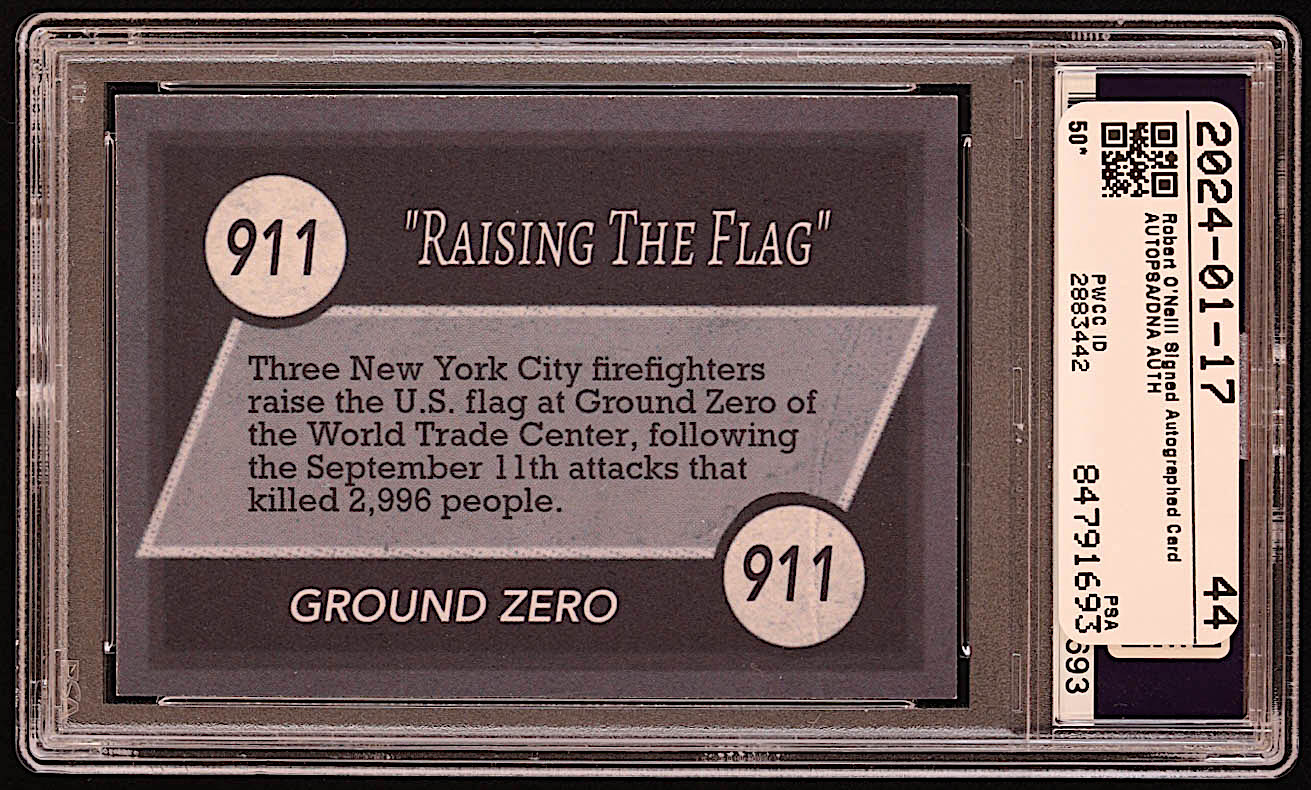 911
"RAISING THE FLAG"
Three New York City firefighters
raise the U.S. flag at Ground Zero of
the World Trade Center, following
the September 11th attacks that
killed 2,996 people.
911
GROUND ZERO
2024-01-17
44
Robert O'Neill Signed Autographed Card
AUTOPSA/DNA AUTH
50*
PWCC ID
2883442
PSA
84791693
693
PSA